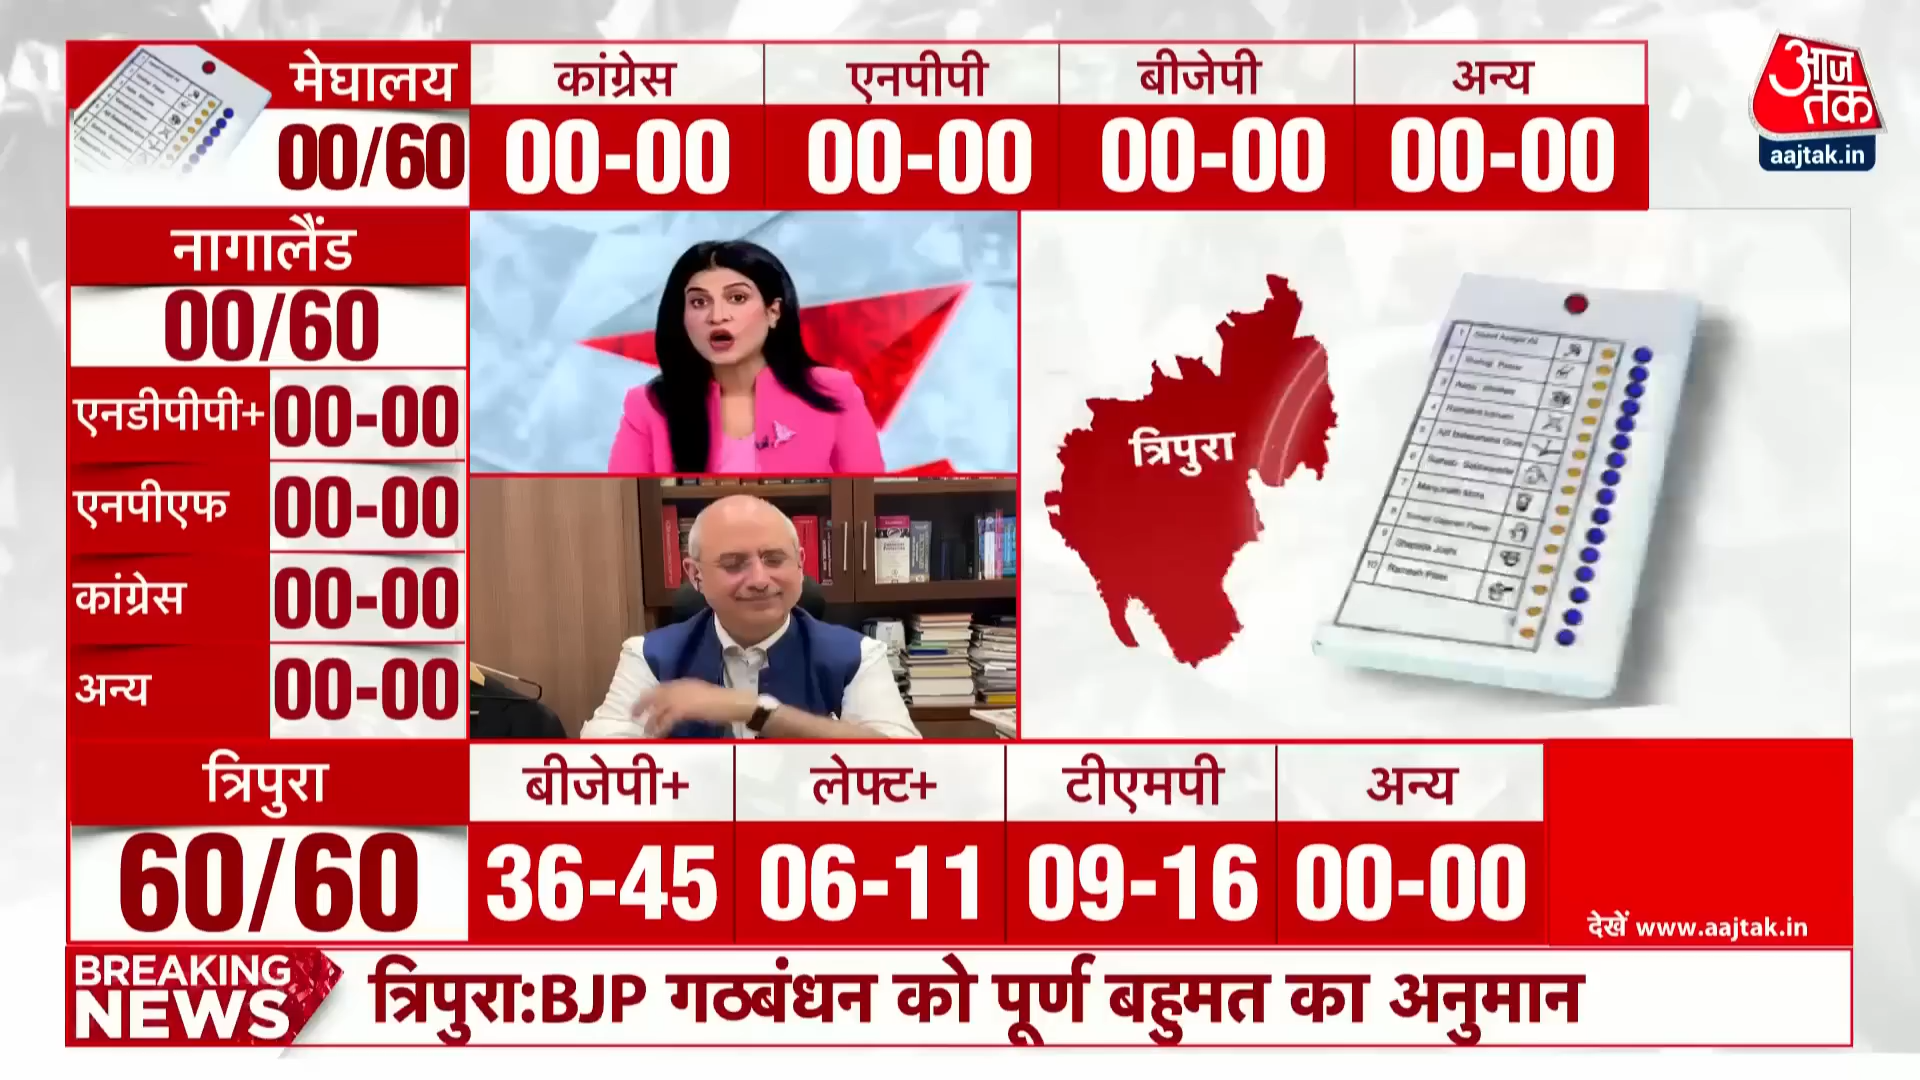 मेघालय
00/60
कांग्रेस
00-00
एनपीपी
00-00
बीजेपी
00-00
अन्य
00-00
आज तक
aajtak.in
नागालैंड
00/60
एनडीपीपी+ 00-00
एनपीएफ 00-00
कांग्रेस 00-00
अन्य 00-00
त्रिपुरा
त्रिपुरा
60/60
बीजेपी+
36-45
लेफ्ट+
06-11
टीएमपी
09-16
अन्य
00-00
देखें www.aajtak.in
BREAKING
NEWS
त्रिपुरा:BJP गठबंधन को पूर्ण बहुमत का अनुमान